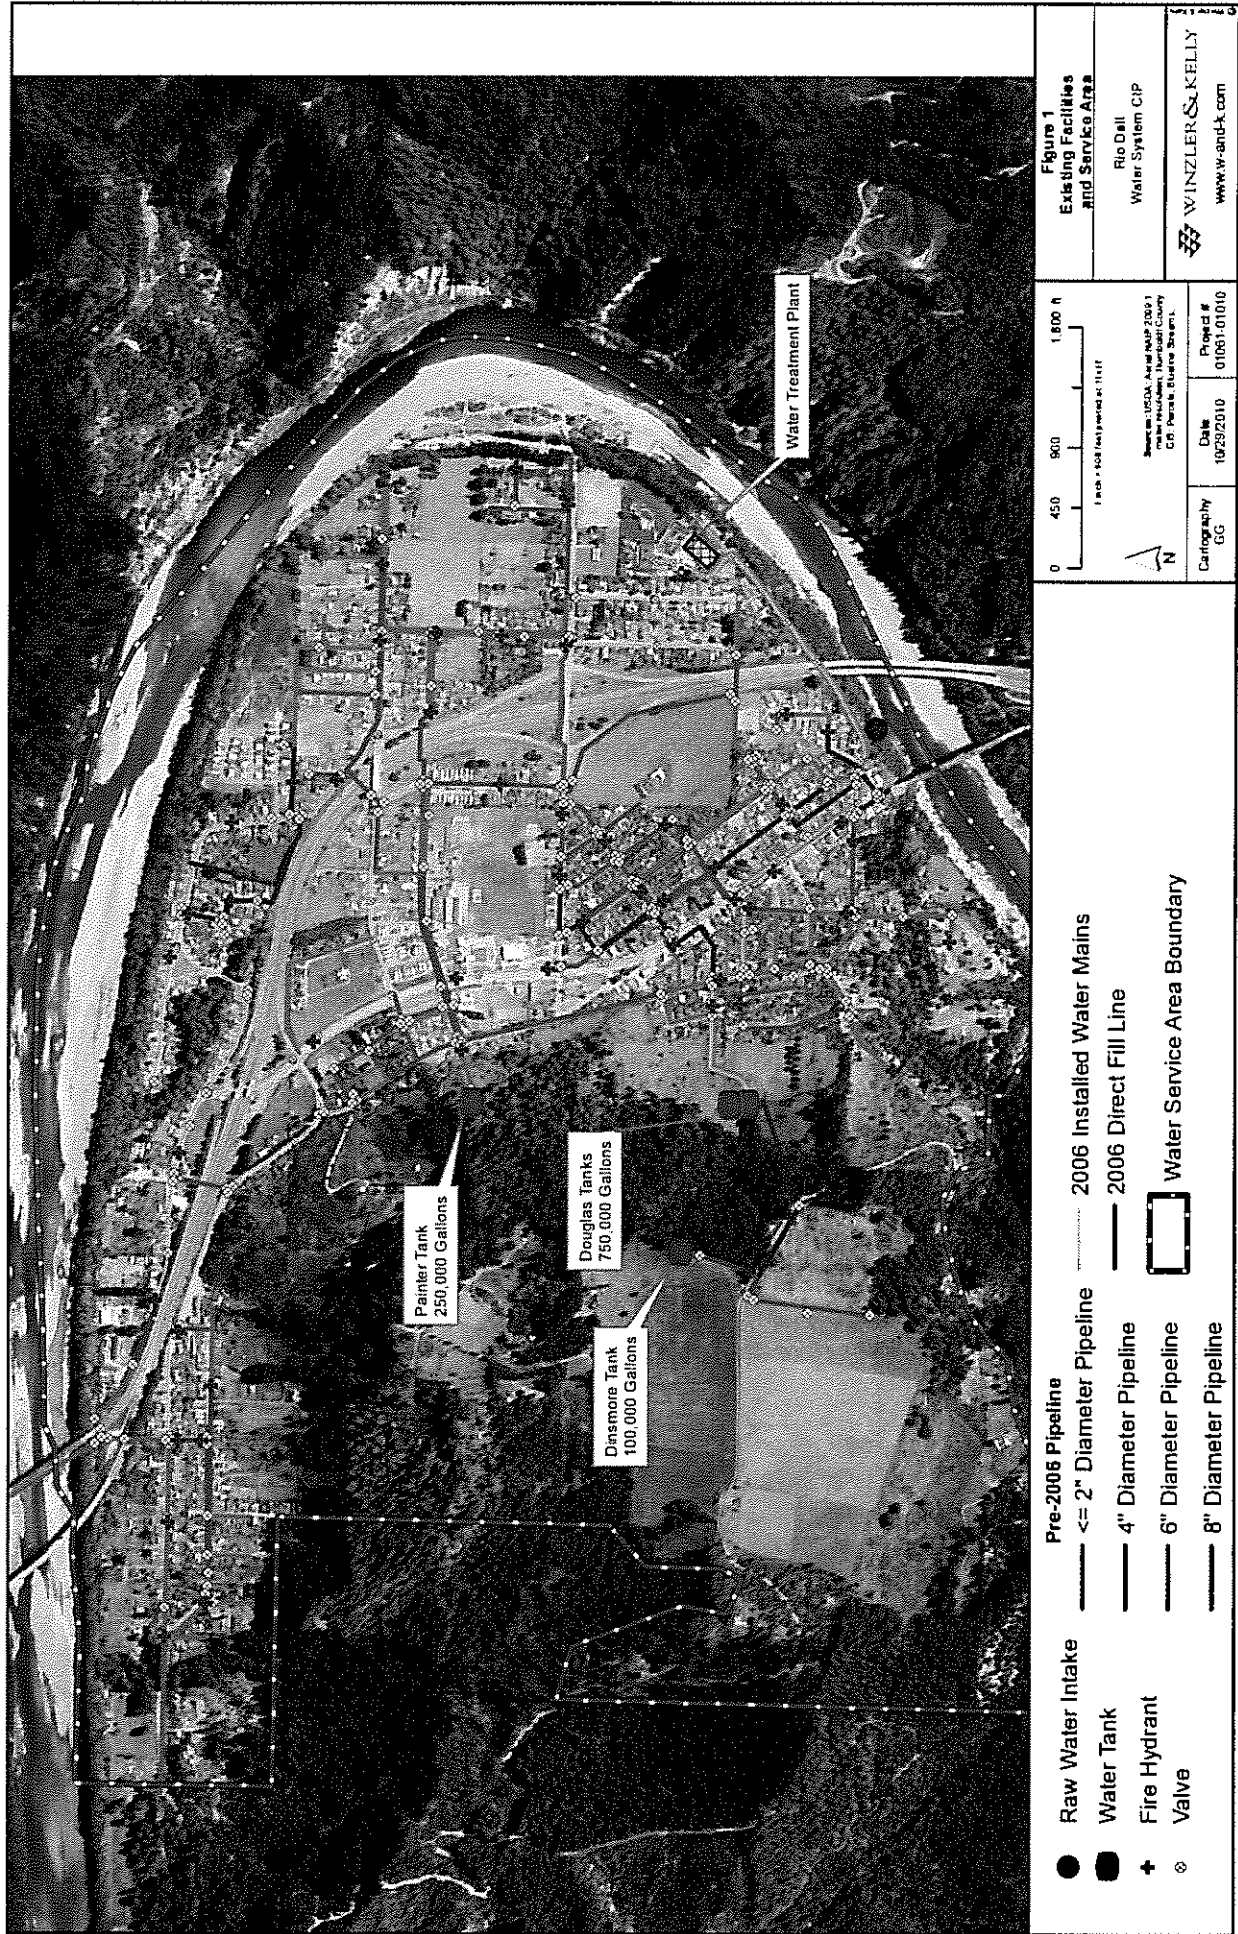 Water Treatment Plant
Painter Tank
250,000 Gallons
Douglas Tanks
750,000 Gallons
Dinsmore Tank
100,000 Gallons
Raw Water Intake
Water Tank
Fire Hydrant
Valve
Pre-2006 Pipeline
<= 2" Diameter Pipeline
4" Diameter Pipeline
6" Diameter Pipeline
8" Diameter Pipeline
2006 Installed Water Mains
2006 Direct Fill Line
Water Service Area Boundary
0 450 900 1,800 ft
N
Cartography
GG
Date
10/29/2010
Project #
01061-01010
Figure 1
Existing Facilities
and Service Area
Rio Dell
Water System CIP
WINZLER & KELLY
www.w-and-k.com